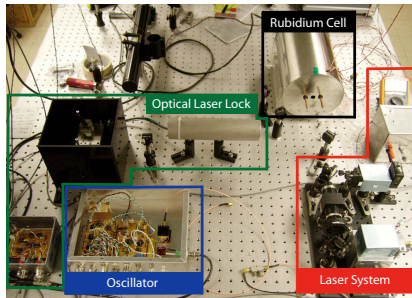 Rubidium Cell
Optical Laser Lock
Oscillator
Laser System